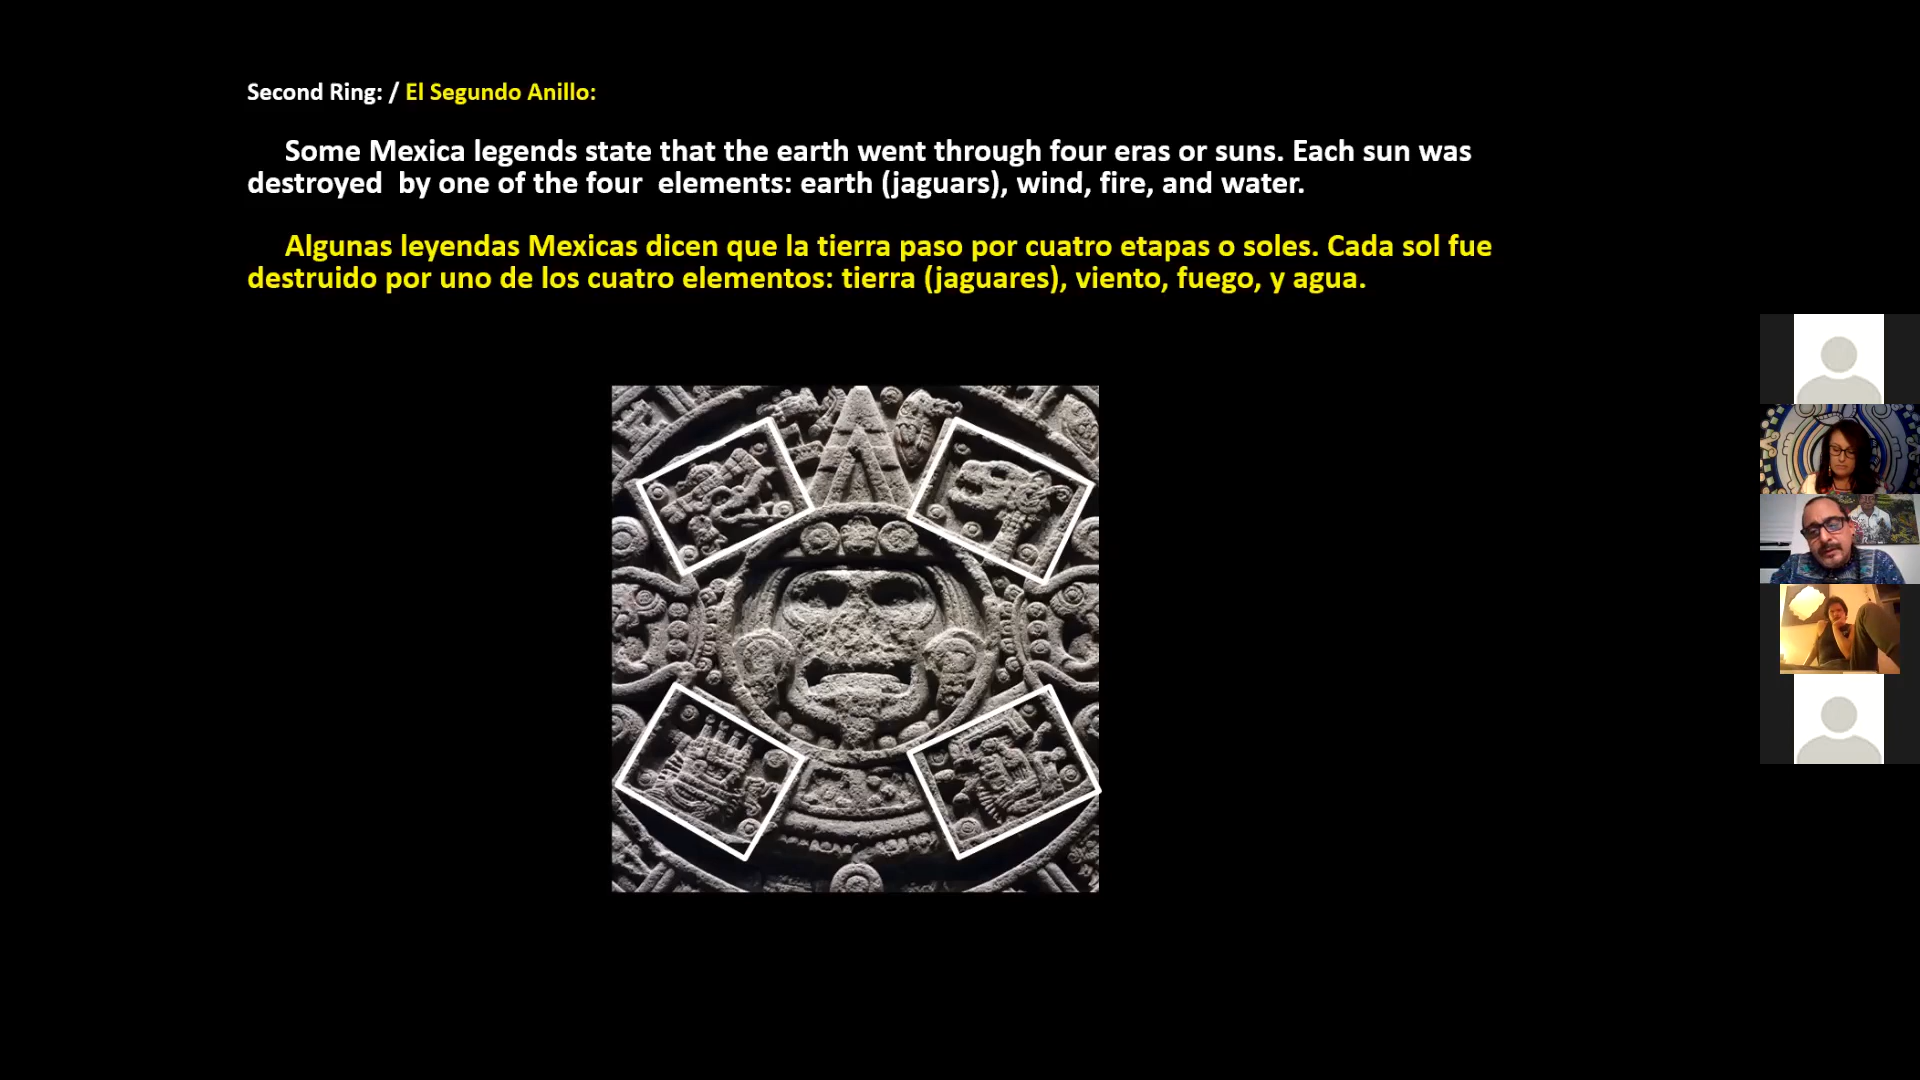 Second Ring: / El Segundo Anillo:
Some Mexica legends state that the earth went through four eras or suns. Each sun was
destroyed by one of the four elements: earth (jaguars), wind, fire, and water.
Algunas leyendas Mexicas dicen que la tierra paso por cuatro etapas o soles. Cada sol fue
destruido por uno de los cuatro elementos: tierra (jaguares), viento, fuego, y agua.